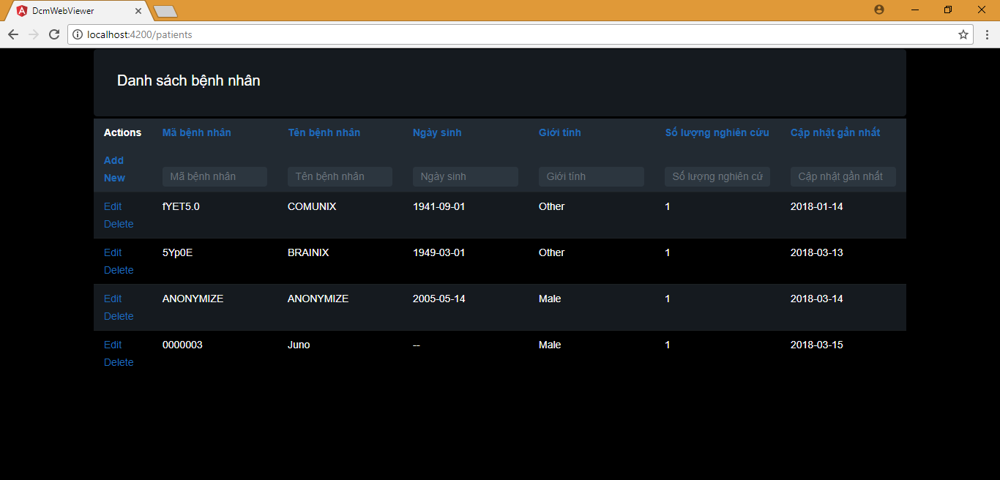 DcmWebViewer
localhost:4200/patients
Danh sách bệnh nhân
Actions Mã bệnh nhân Tên bệnh nhân Ngày sinh Giới tính Số lượng nghiên cứu Cập nhật gần nhất
Add
New Mã bệnh nhân Tên bệnh nhân Ngày sinh Giới tính Số lượng nghiên cứ Cập nhật gần nhất
Edit fYET5.0 COMUNIX 1941-09-01 Other 1 2018-01-14
Delete
Edit 5Yp0E BRAINIX 1949-03-01 Other 1 2018-03-13
Delete
Edit ANONYMIZE ANONYMIZE 2005-05-14 Male 1 2018-03-14
Delete
Edit 0000003 Juno -- Male 1 2018-03-15
Delete